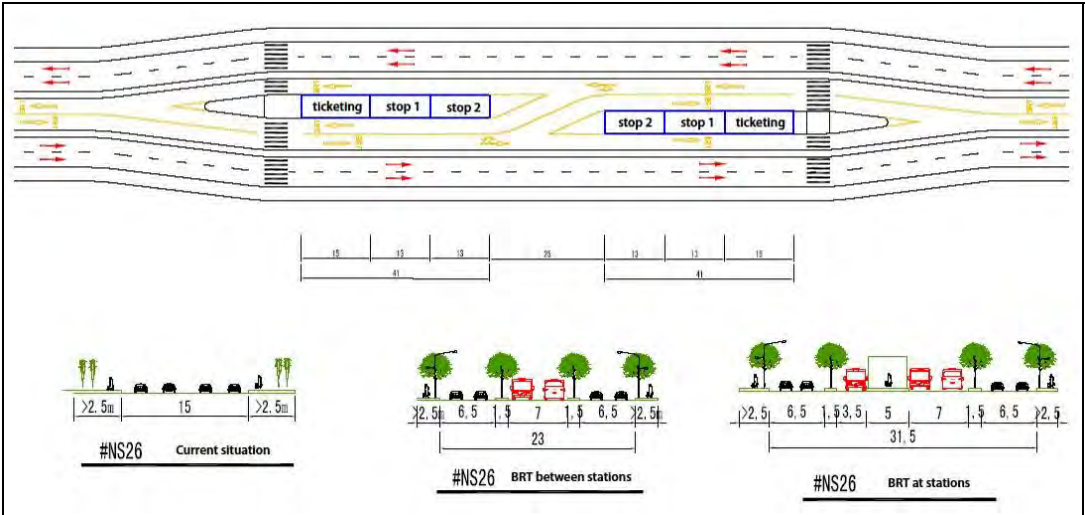 ticketing stop 1 stop 2
stop 2 stop 1 ticketing
15 13 13 13 13 15
41 41
>2.5m 15 >2.5m
>2.5m 6,5 1,5 7 1,5 6,5 >2.5m
>2.5 6,5 1,5 3,5 5 7 1,5 6,5 >2.5
23
31,5
#NS26 Current situation
#NS26 BRT between stations
#NS26 BRT at stations